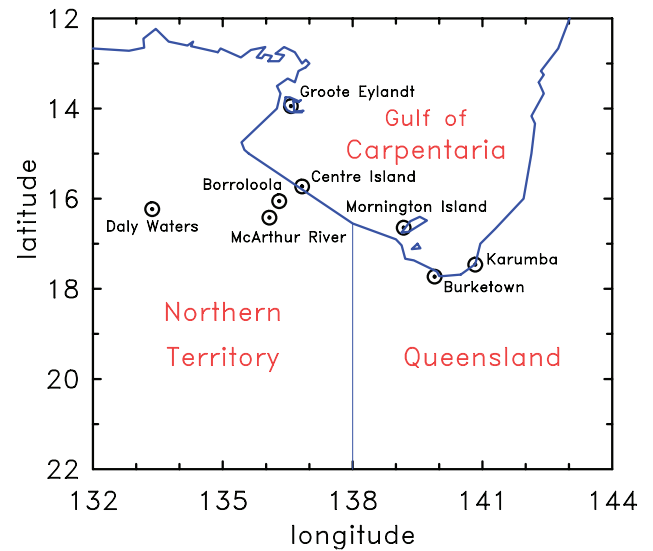 12
Groote Eylandt
14
Gulf of
Carpentaria
Centre Island
Borroloola
16
Mornington Island
Daly Waters
McArthur River
Karumba
18
Burketown
Northern
Territory
Queensland
20
22
132 135 138 141 144
longitude
latitude